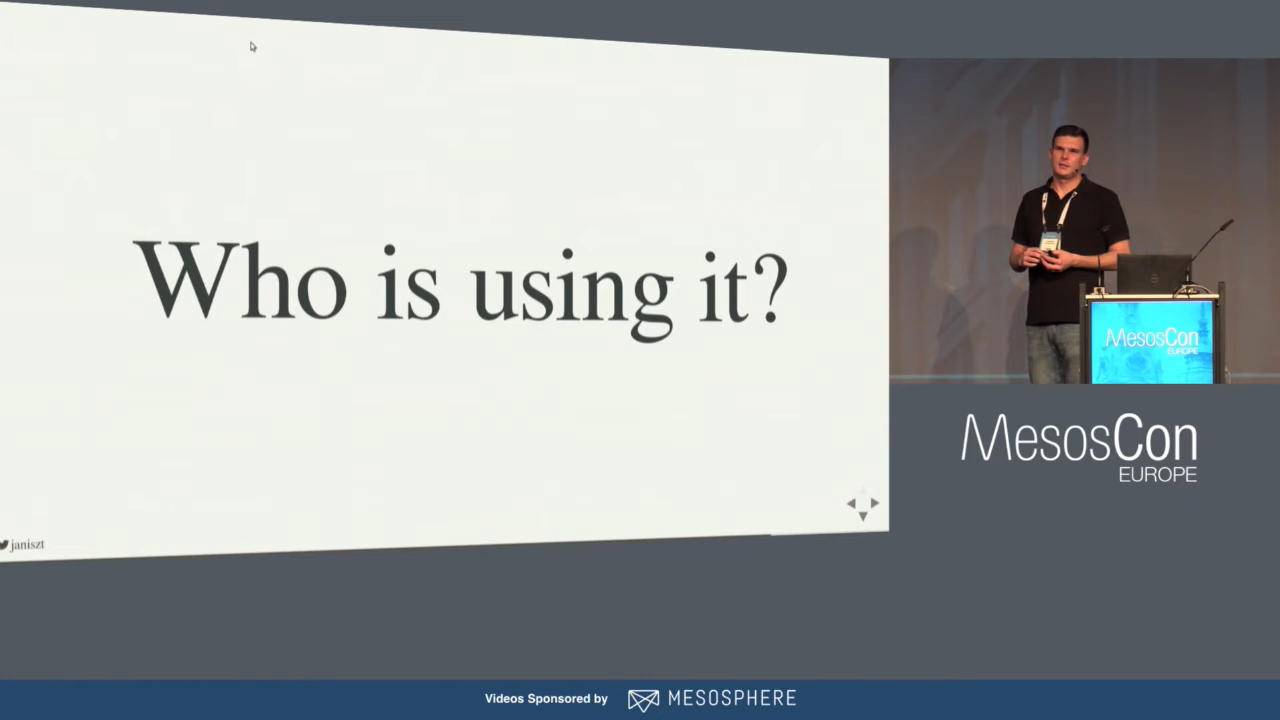 Who is using it?
janiszt
MesosCon
EUROPE
MesosCon
EUROPE
Videos Sponsored by MESOSPHERE